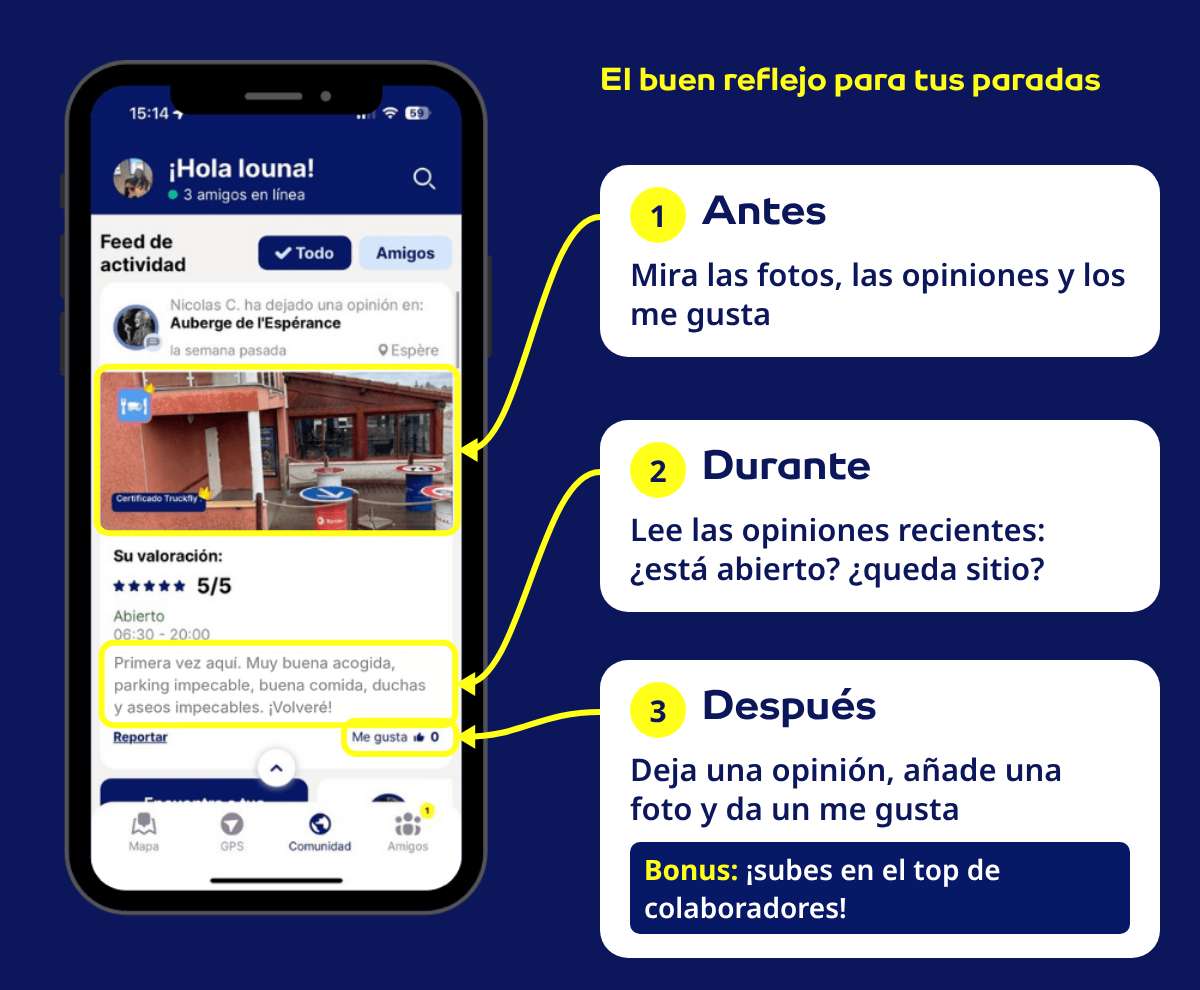 El buen reflejo para tus paradas
15:14
59
¡Hola louna!
3 amigos en línea
Feed de
actividad
Todo
Amigos
Nicolas C. ha dejado una opinión en:
Auberge de l'Espérance
la semana pasada
Espère
Certificado Truckfly
Su valoración:
5/5
Abierto
06:30 - 20:00
Primera vez aquí. Muy buena acogida,
parking impecable, buena comida, duchas
y aseos impecables. ¡Volveré!
Reportar
Me gusta 0
Encuentra a tus
Mapa
GPS
Comunidad
Amigos
1
1 Antes
Mira las fotos, las opiniones y los
me gusta
2 Durante
Lee las opiniones recientes:
¿está abierto? ¿queda sitio?
3 Después
Deja una opinión, añade una
foto y da un me gusta
Bonus: ¡subes en el top de
colaboradores!